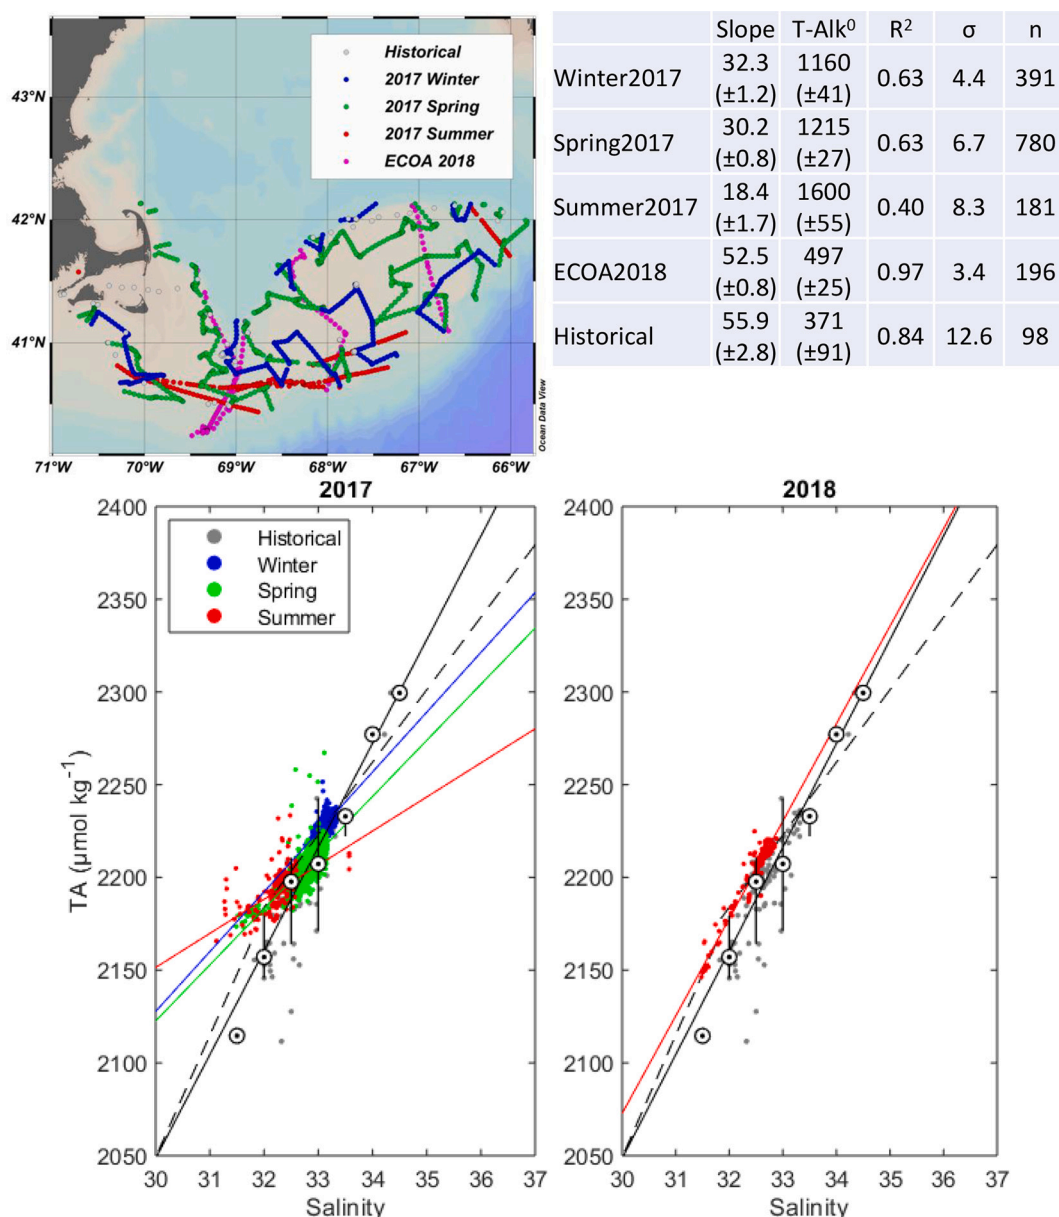 Historical
2017 Winter
2017 Spring
2017 Summer
ECOA 2018
43°N
42°N
41°N
71°W 70°W 69°W 68°W 67°W 66°W
Ocean Data View
Slope T-Alk⁰ R² σ n
Winter2017 32.3 (±1.2) 1160 (±41) 0.63 4.4 391
Spring2017 30.2 (±0.8) 1215 (±27) 0.63 6.7 780
Summer2017 18.4 (±1.7) 1600 (±55) 0.40 8.3 181
ECOA2018 52.5 (±0.8) 497 (±25) 0.97 3.4 196
Historical 55.9 (±2.8) 371 (±91) 0.84 12.6 98
2017
2400
2350
2300
2250
2200
2150
2100
2050
TA (µmol kg⁻¹)
Historical
Winter
Spring
Summer
30 31 32 33 34 35 36 37
Salinity
2018
2400
2350
2300
2250
2200
2150
2100
2050
30 31 32 33 34 35 36 37
Salinity